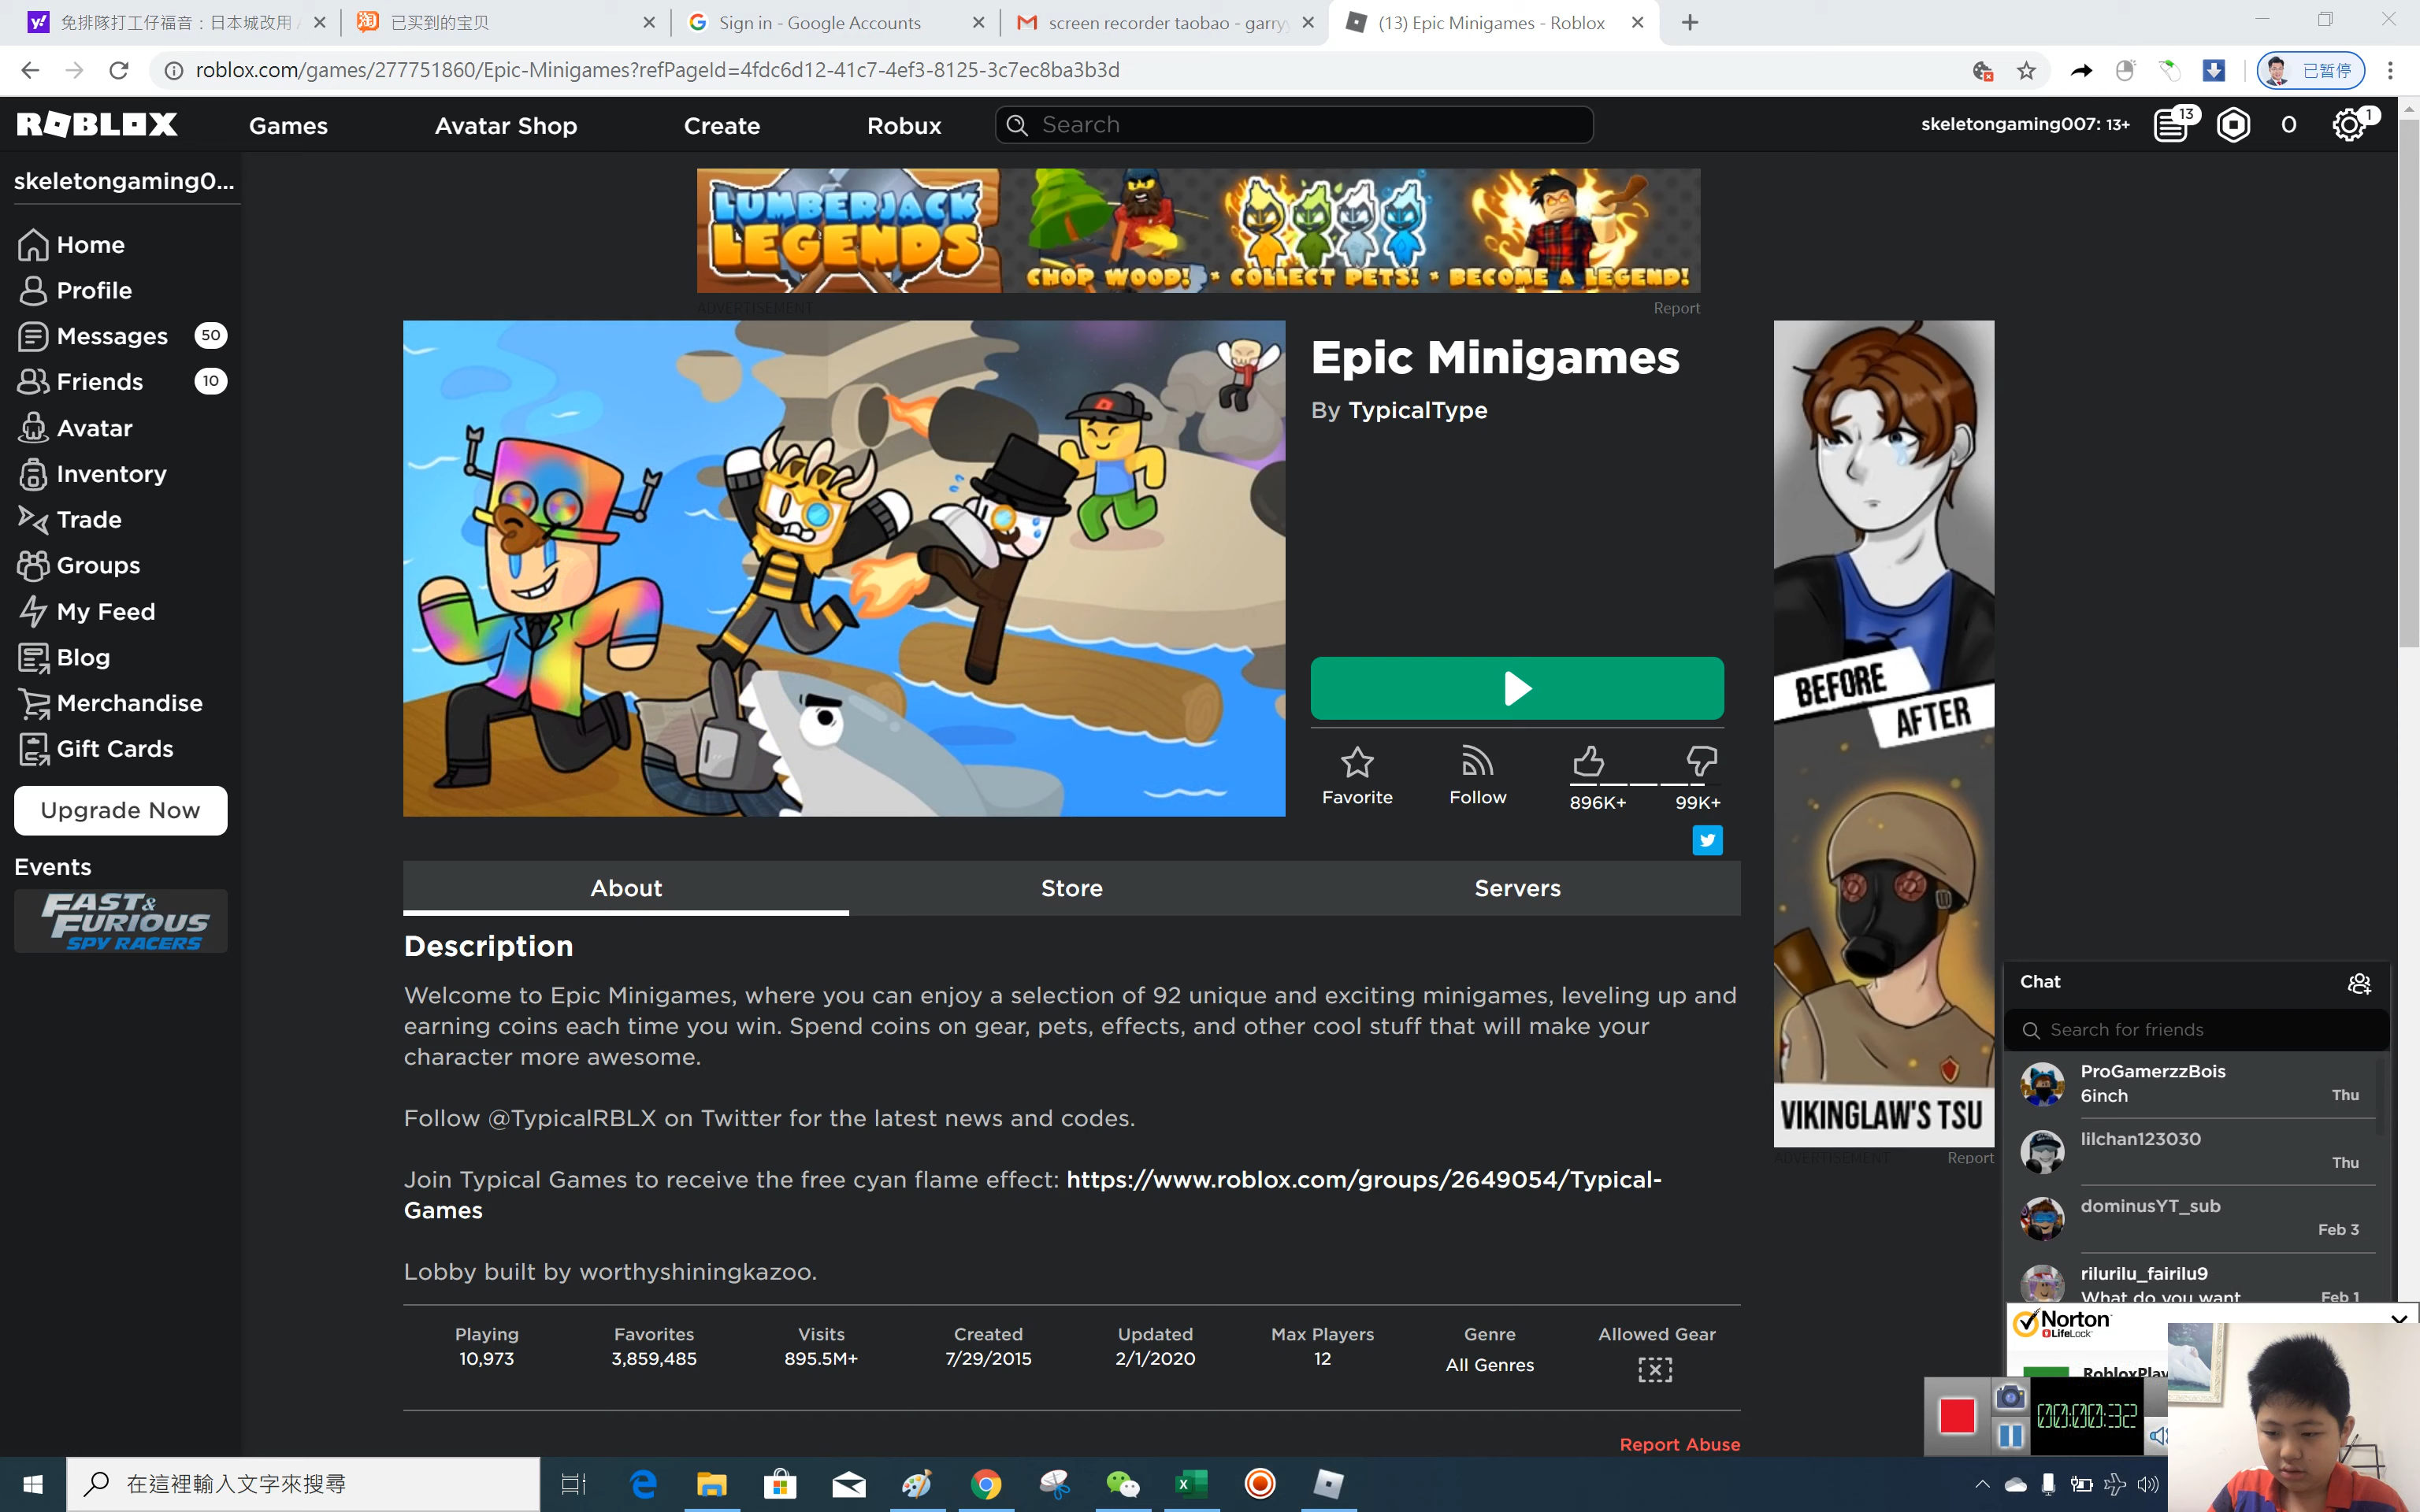 免排隊打工仔福音：日本城改用
已买到的宝贝
Sign in - Google Accounts
screen recorder taobao - garry
(13) Epic Minigames - Roblox
roblox.com/games/277751860/Epic-Minigames?refPageId=4fdc6d12-41c7-4ef3-8125-3c7ec8ba3b3d
已暂停
ROBLOX
Games
Avatar Shop
Create
Robux
Search
skeletongaming007: 13+
13
0
1
skeletongaming0...
Home
Profile
Messages
50
Friends
10
Avatar
Inventory
Trade
Groups
My Feed
Blog
Merchandise
Gift Cards
Upgrade Now
Events
FAST & FURIOUS
SPY RACERS
LUMBERJACK
LEGENDS
CHOP WOOD! * COLLECT PETS! * BECOME A LEGEND!
ADVERTISEMENT
Report
Epic Minigames
By TypicalType
Favorite
Follow
896K+
99K+
BEFORE
AFTER
VIKINGLAW'S TSU
ADVERTISEMENT
Report
About
Store
Servers
Description
Welcome to Epic Minigames, where you can enjoy a selection of 92 unique and exciting minigames, leveling up and
earning coins each time you win. Spend coins on gear, pets, effects, and other cool stuff that will make your
character more awesome.
Follow @TypicalRBLX on Twitter for the latest news and codes.
Join Typical Games to receive the free cyan flame effect: https://www.roblox.com/groups/2649054/Typical-
Games
Lobby built by worthyshiningkazoo.
Playing
10,973
Favorites
3,859,485
Visits
895.5M+
Created
7/29/2015
Updated
2/1/2020
Max Players
12
Genre
All Genres
Allowed Gear
Report Abuse
Chat
Search for friends
ProGamerzzBois
6inch
Thu
lilchan123030
Thu
dominusYT_sub
Feb 3
rilurilu_fairilu9
What do you want
Feb 1
Norton
LifeLock
RobloxPlay
00:00:32
在這裡輸入文字來搜尋